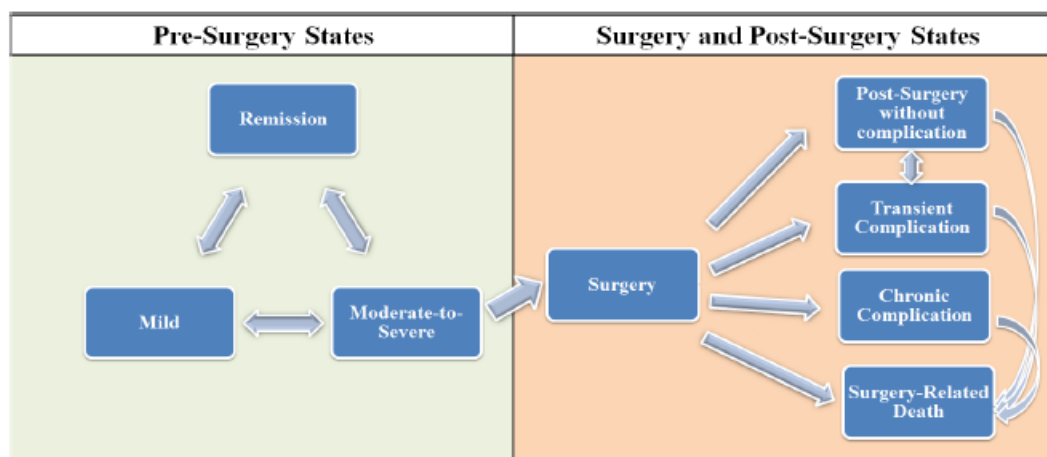 Pre-Surgery States
Surgery and Post-Surgery States
Remission
Mild
Moderate-to-
Severe
Surgery
Post-Surgery
without
complication
Transient
Complication
Chronic
Complication
Surgery-Related
Death